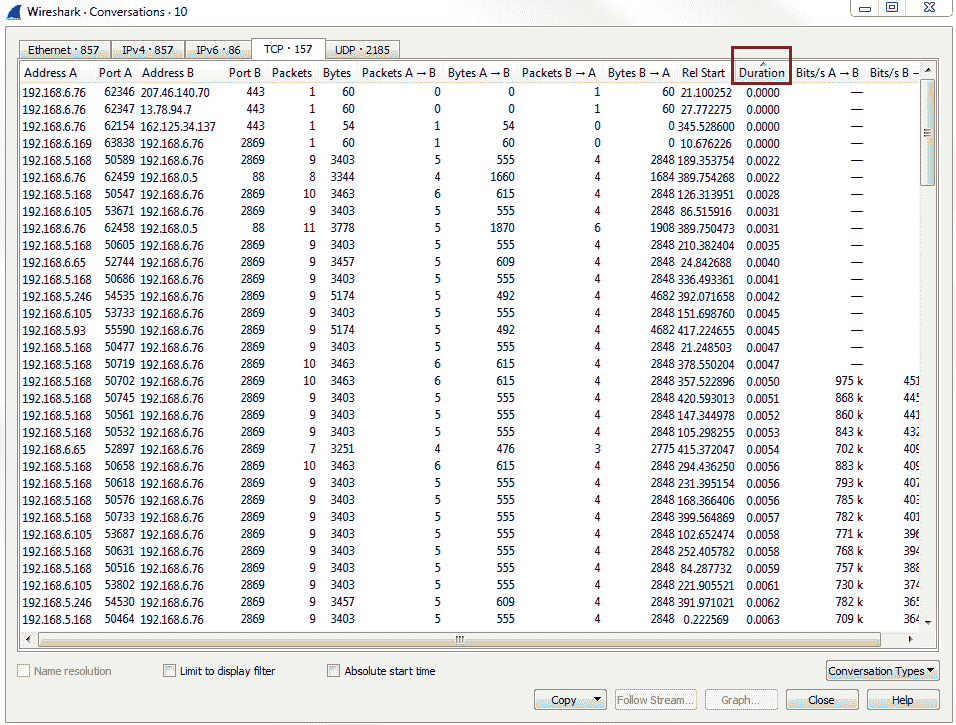 Wireshark · Conversations · 10
Ethernet · 857 IPv4 · 857 IPv6 · 86 TCP · 157 UDP · 2185
Address A Port A Address B Port B Packets Bytes Packets A → B Bytes A → B Packets B → A Bytes B → A Rel Start Duration Bits/s A → B Bits/s B →
192.168.6.76 62346 207.46.140.70 443 1 60 0 0 1 60 21.100252 0.0000 —
192.168.6.76 62347 13.78.94.7 443 1 60 0 0 1 60 27.772275 0.0000 —
192.168.6.76 62154 162.125.34.137 443 1 54 1 54 0 0 345.528600 0.0000 —
192.168.6.169 63838 192.168.6.76 2869 1 60 1 60 0 0 10.676226 0.0000 —
192.168.5.168 50589 192.168.6.76 2869 9 3403 5 555 4 2848 189.353754 0.0022 —
192.168.6.76 62459 192.168.0.5 88 8 3344 4 1660 4 1684 389.754268 0.0022 —
192.168.5.168 50547 192.168.6.76 2869 10 3463 6 615 4 2848 126.313951 0.0028 —
192.168.6.105 53671 192.168.6.76 2869 9 3403 5 555 4 2848 86.515916 0.0031 —
192.168.6.76 62458 192.168.0.5 88 11 3778 5 1870 6 1908 389.750473 0.0031 —
192.168.5.168 50605 192.168.6.76 2869 9 3403 5 555 4 2848 210.382404 0.0035 —
192.168.6.65 52744 192.168.6.76 2869 9 3457 5 609 4 2848 24.842688 0.0040 —
192.168.5.168 50686 192.168.6.76 2869 9 3403 5 555 4 2848 336.493361 0.0041 —
192.168.5.246 54535 192.168.6.76 2869 9 5174 5 492 4 4682 392.071658 0.0042 —
192.168.6.105 53733 192.168.6.76 2869 9 3403 5 555 4 2848 151.698760 0.0045 —
192.168.5.93 55590 192.168.6.76 2869 9 5174 5 492 4 4682 417.224655 0.0045 —
192.168.5.168 50477 192.168.6.76 2869 9 3403 5 555 4 2848 21.248503 0.0047 —
192.168.5.168 50719 192.168.6.76 2869 10 3463 6 615 4 2848 378.550204 0.0047 —
192.168.5.168 50702 192.168.6.76 2869 10 3463 6 615 4 2848 357.522896 0.0050 975 k 451
192.168.5.168 50745 192.168.6.76 2869 9 3403 5 555 4 2848 420.593013 0.0051 868 k 445
192.168.5.168 50561 192.168.6.76 2869 9 3403 5 555 4 2848 147.344978 0.0052 860 k 441
192.168.5.168 50532 192.168.6.76 2869 9 3403 5 555 4 2848 105.298255 0.0053 843 k 432
192.168.6.65 52897 192.168.6.76 2869 7 3251 4 476 3 2775 415.372047 0.0054 702 k 409
192.168.5.168 50658 192.168.6.76 2869 10 3463 6 615 4 2848 294.436250 0.0056 883 k 409
192.168.5.168 50618 192.168.6.76 2869 9 3403 5 555 4 2848 231.395154 0.0056 793 k 407
192.168.5.168 50576 192.168.6.76 2869 9 3403 5 555 4 2848 168.366406 0.0056 785 k 403
192.168.5.168 50733 192.168.6.76 2869 9 3403 5 555 4 2848 399.564869 0.0057 782 k 401
192.168.6.105 53687 192.168.6.76 2869 9 3403 5 555 4 2848 102.652474 0.0058 771 k 396
192.168.5.168 50631 192.168.6.76 2869 9 3403 5 555 4 2848 252.405782 0.0058 768 k 394
192.168.5.168 50516 192.168.6.76 2869 9 3403 5 555 4 2848 84.287732 0.0059 757 k 388
192.168.6.105 53802 192.168.6.76 2869 9 3403 5 555 4 2848 221.905521 0.0061 730 k 374
192.168.5.246 54530 192.168.6.76 2869 9 3457 5 609 4 2848 391.971021 0.0062 782 k 365
192.168.5.168 50464 192.168.6.76 2869 9 3403 5 555 4 2848 0.222569 0.0063 709 k 364
Name resolution Limit to display filter Absolute start time Conversation Types
Copy Follow Stream... Graph... Close Help